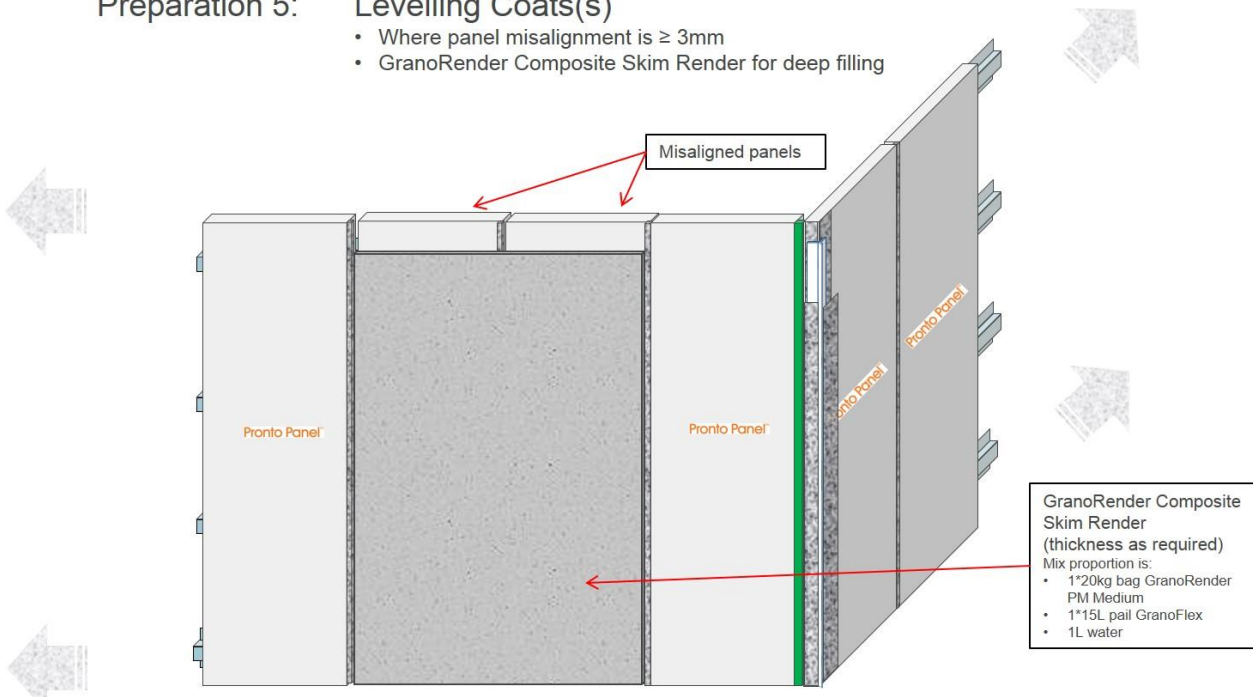 Preparation 5: Levelling Coats(s)
• Where panel misalignment is ≥ 3mm
• GranoRender Composite Skim Render for deep filling
Misaligned panels
Pronto Panel
Pronto Panel
Pronto Panel
Pronto Panel
GranoRender Composite
Skim Render
(thickness as required)
Mix proportion is:
• 1*20kg bag GranoRender
PM Medium
• 1*15L pail GranoFlex
• 1L water